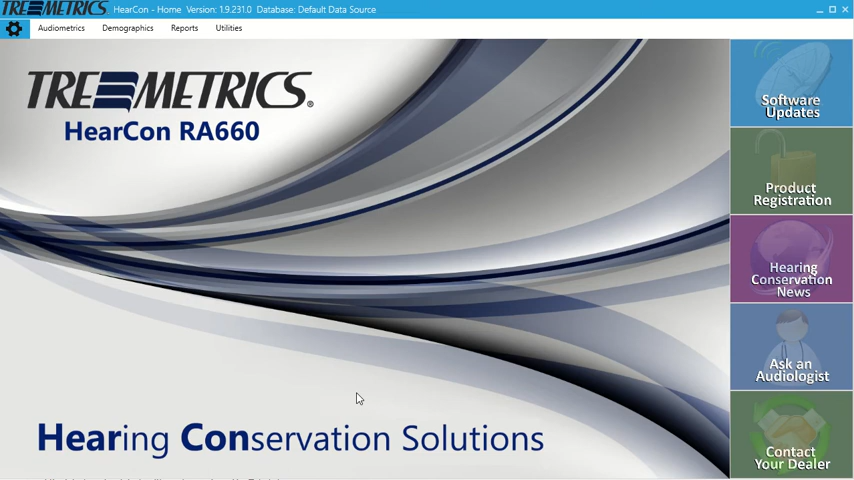 TREMETRICS HearCon - Home Version: 1.9.231.0 Database: Default Data Source
Audiometrics Demographics Reports Utilities
TREMETRICS®
HearCon RA660
Hearing Conservation Solutions
Software
Updates
Product
Registration
Hearing
Conservation
News
Ask an
Audiologist
Contact
Your Dealer